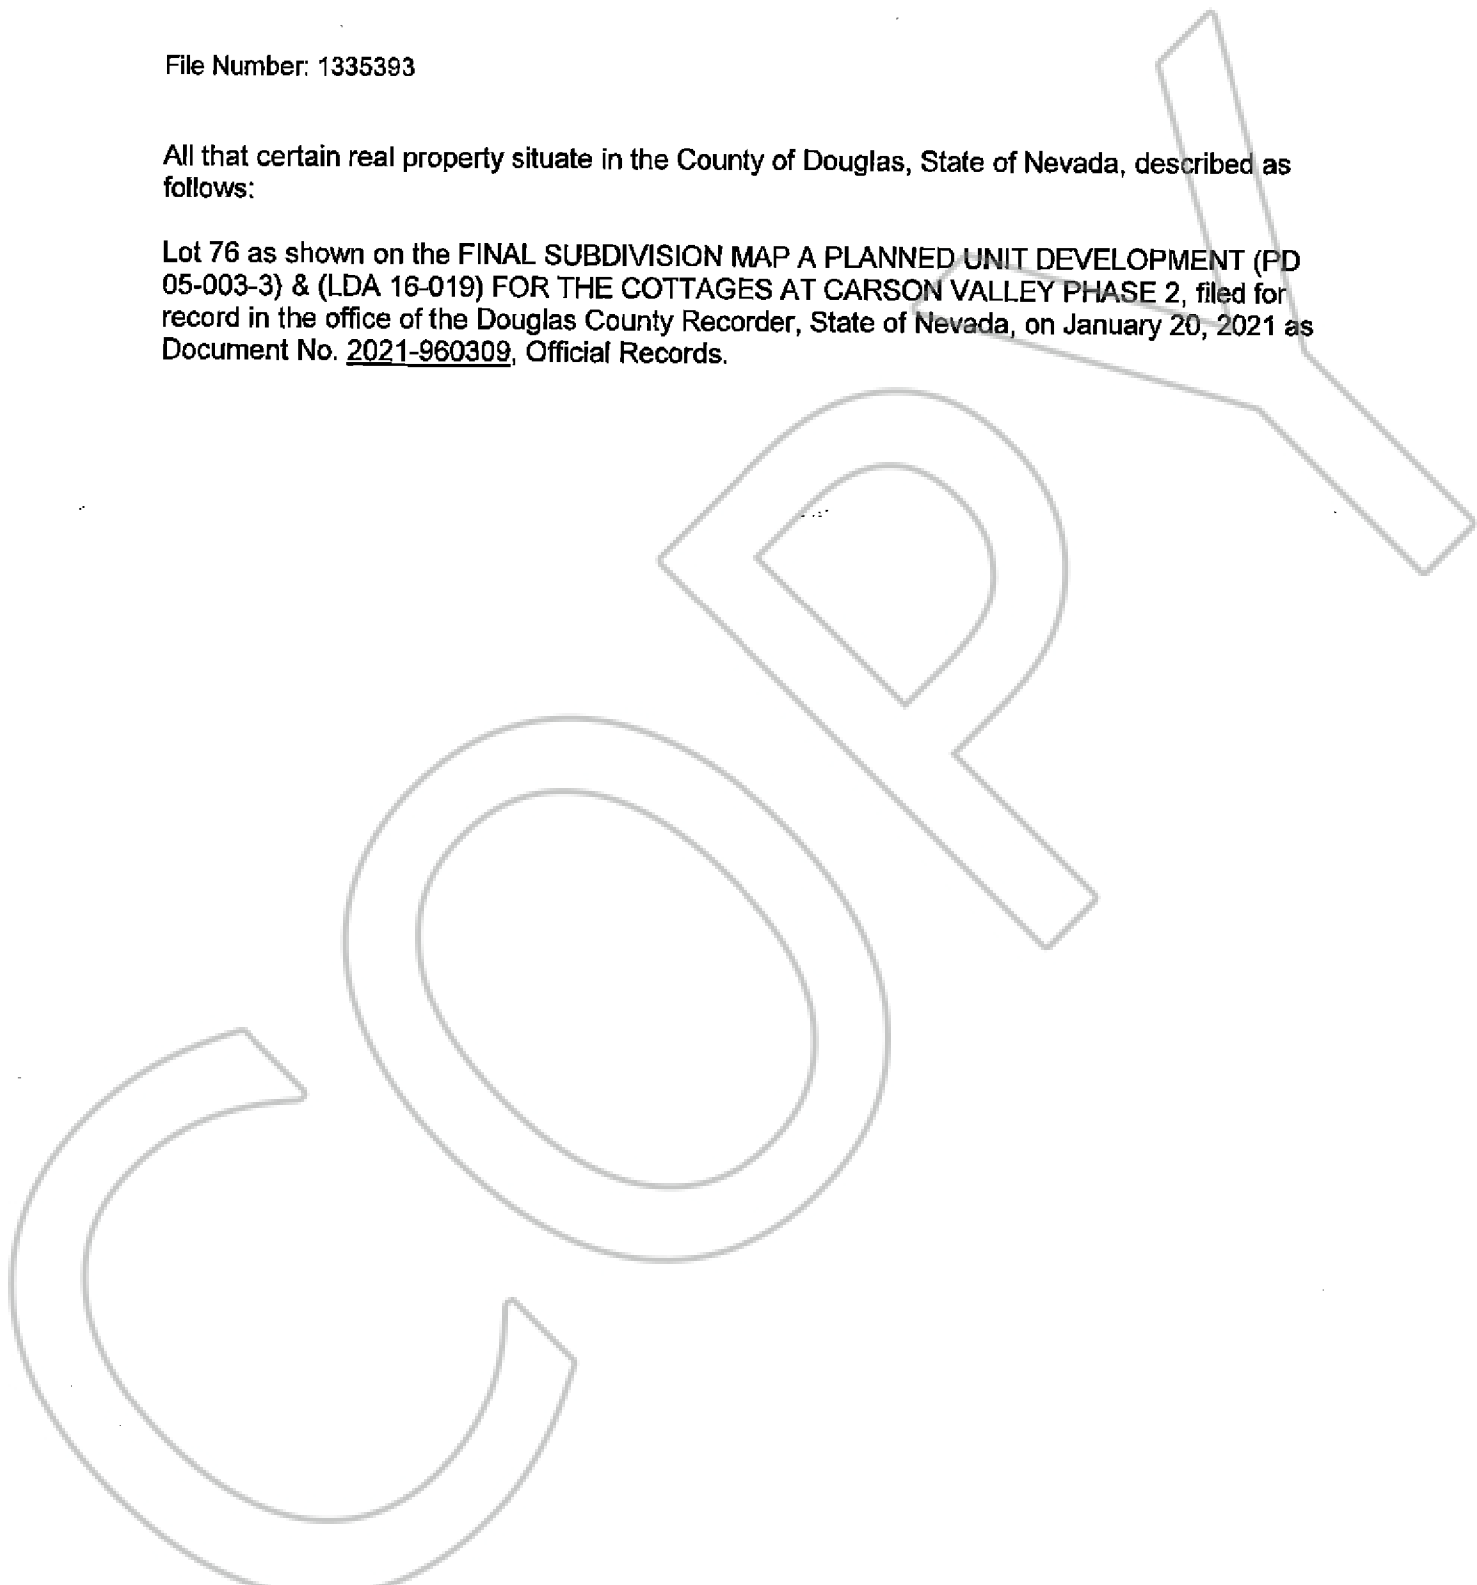 File Number: 1335393
All that certain real property situate in the County of Douglas, State of Nevada, described as
follows:
Lot 76 as shown on the FINAL SUBDIVISION MAP A PLANNED UNIT DEVELOPMENT (PD
05-003-3) & (LDA 16-019) FOR THE COTTAGES AT CARSON VALLEY PHASE 2, filed for
record in the office of the Douglas County Recorder, State of Nevada, on January 20, 2021 as
Document No. 2021-960309, Official Records.
COPY